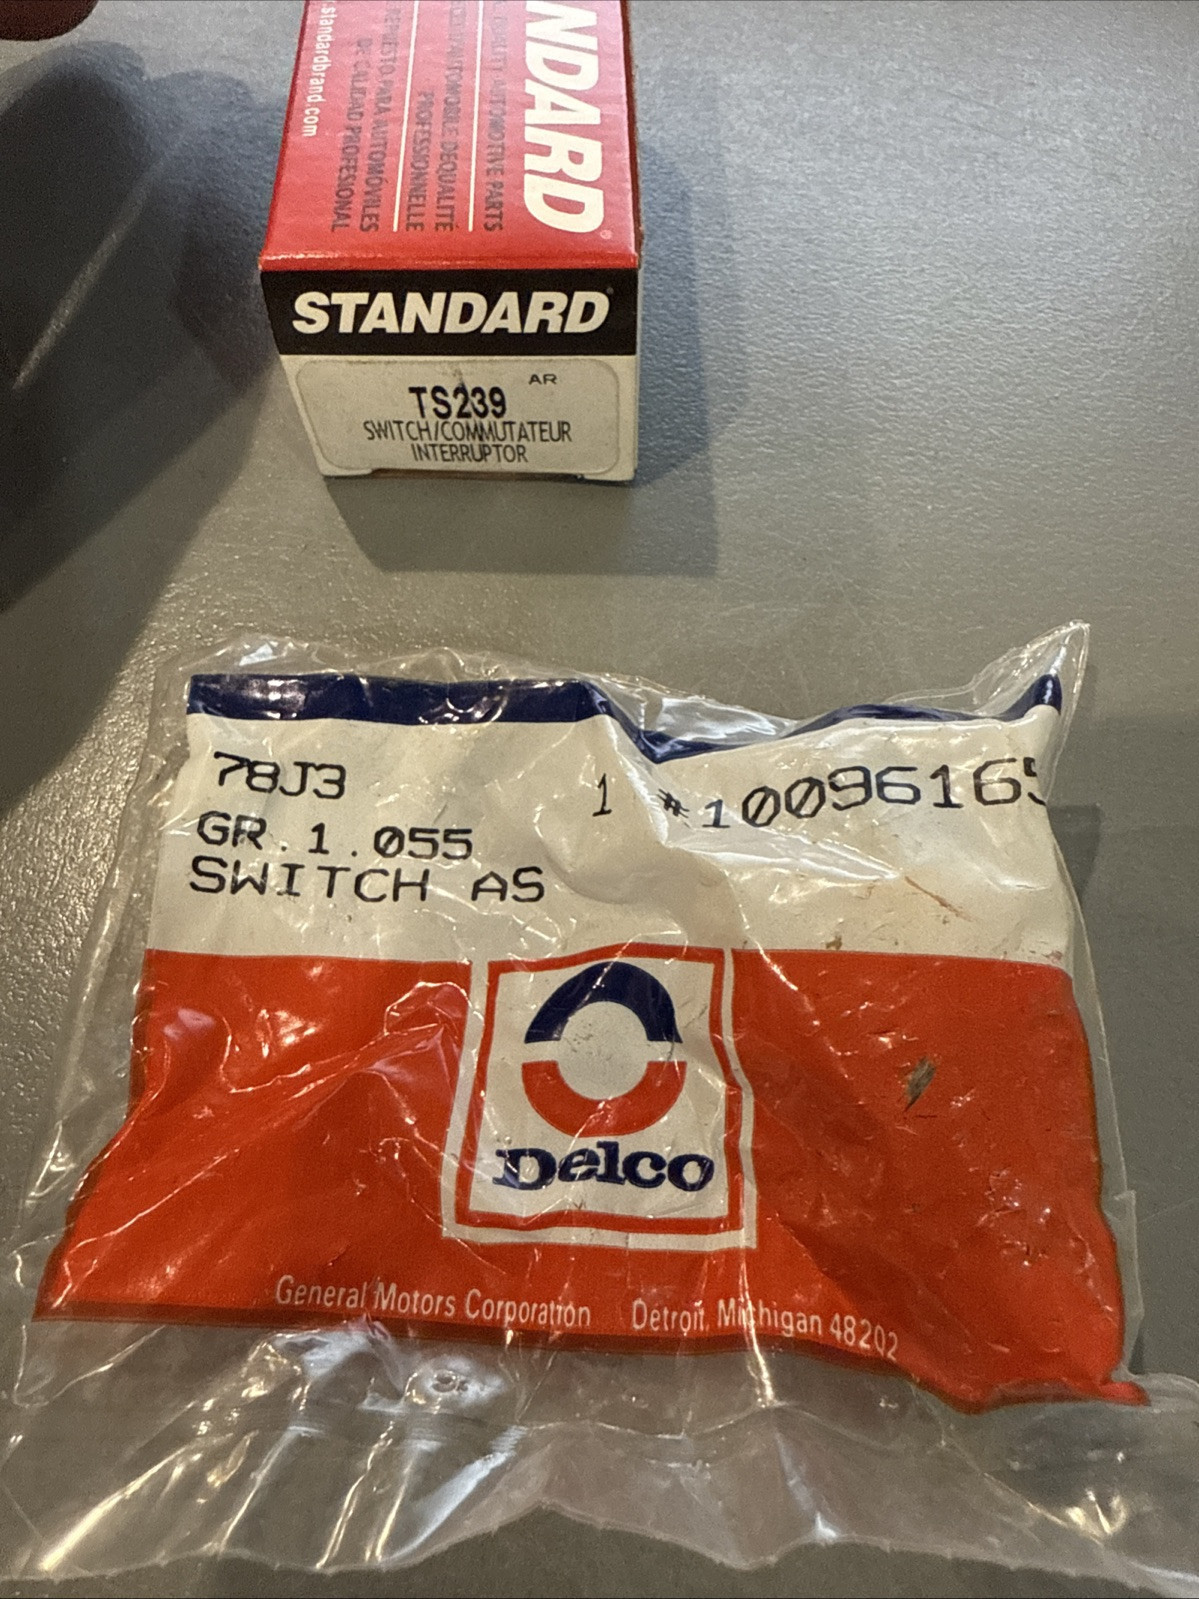 NDARD®
QUALITY AUTOMOTIVE PARTS
D'AUTOMOBILE DE QUALITÉ
PROFESSIONNELLE
REPUESTO PARA AUTOMÓVILES
DE CALIDAD PROFESIONAL
.standardbrand.com
STANDARD®
AR
TS239
SWITCH/COMMUTATEUR
INTERRUPTOR
78J3 1 #10096165
GR.1.055
SWITCH AS
Delco
General Motors Corporation Detroit, Michigan 48202